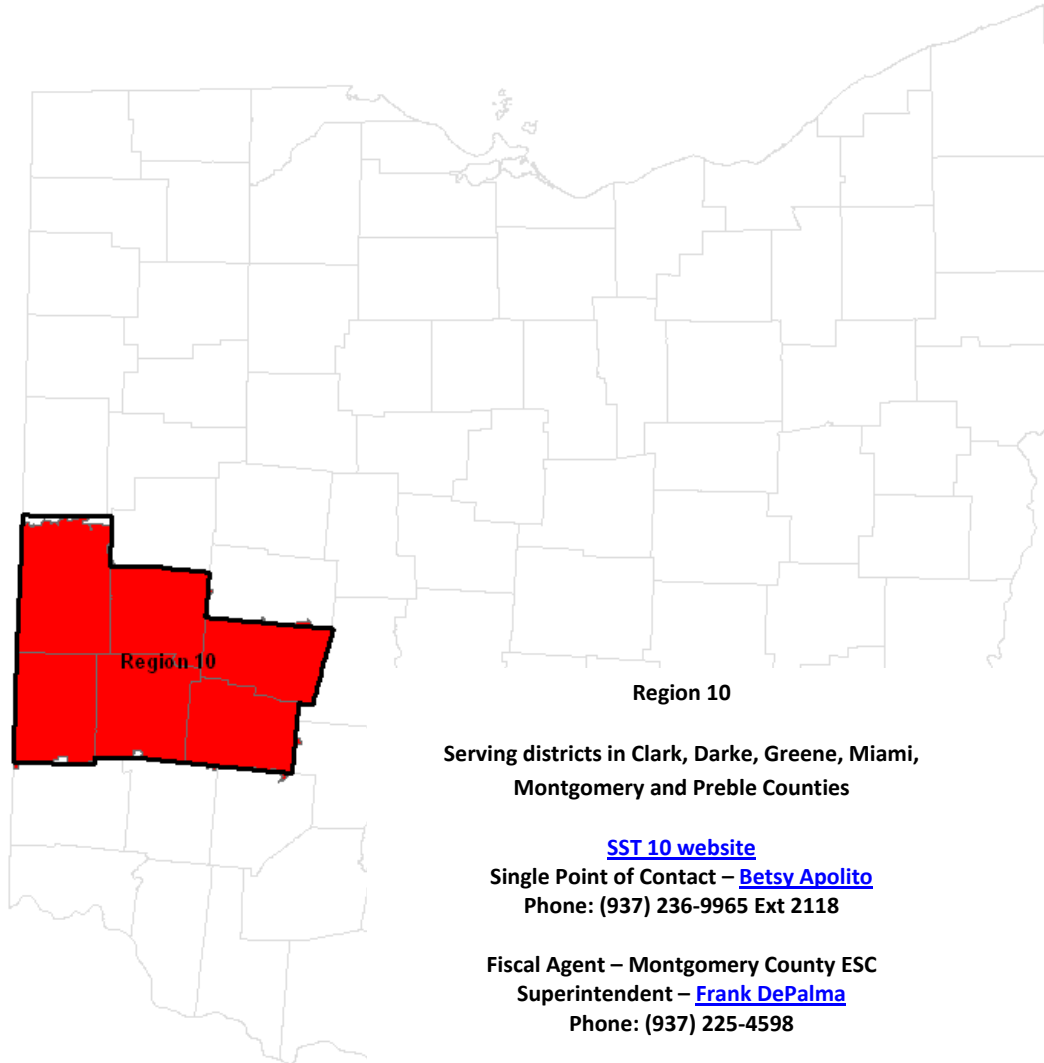 Region 10
Region 10
Serving districts in Clark, Darke, Greene, Miami,
Montgomery and Preble Counties
SST 10 website
Single Point of Contact – Betsy Apolito
Phone: (937) 236-9965 Ext 2118
Fiscal Agent – Montgomery County ESC
Superintendent – Frank DePalma
Phone: (937) 225-4598